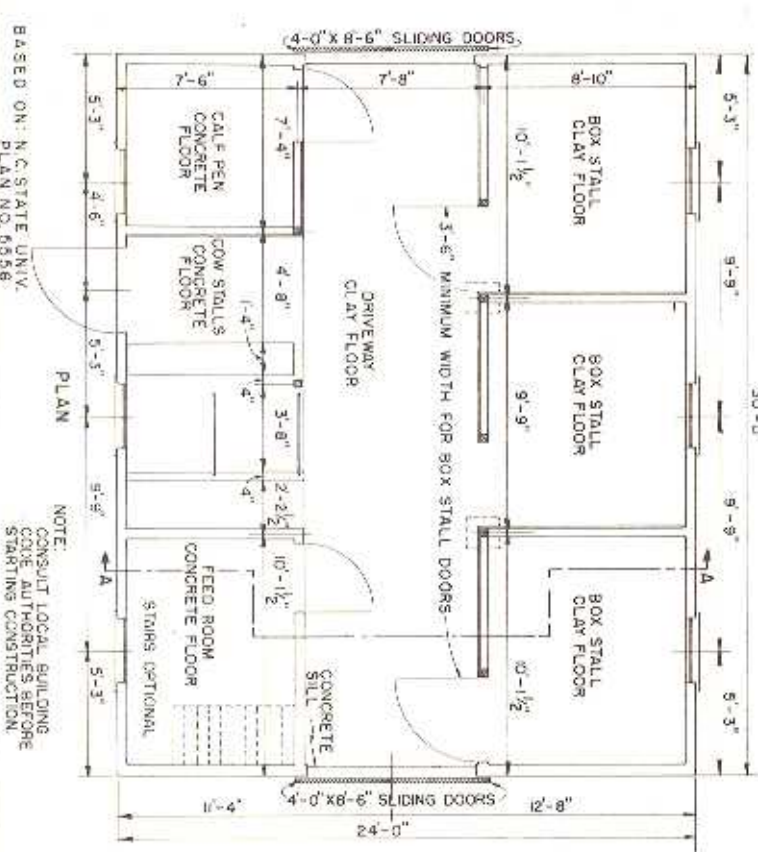 4'-0" X 8'-6" SLIDING DOORS
7'-6"
7'-8"
8'-10"
5'-3"
4'-6"
5'-3"
9'-9"
5'-3"
7'-4"
4'-8"
1'-4"
4"
3'-8"
4"
2'-2½"
10'-1½"
CALF PEN
CONCRETE
FLOOR
COW STALLS
CONCRETE
FLOOR
FEED ROOM
CONCRETE FLOOR
STAIRS OPTIONAL
CONCRETE
SILL
DRIVEWAY
CLAY FLOOR
3'-6" MINIMUM WIDTH FOR BOX STALL DOORS
10'-1½"
9'-9"
10'-1½"
BOX STALL
CLAY FLOOR
BOX STALL
CLAY FLOOR
BOX STALL
CLAY FLOOR
5'-3"
9'-9"
9'-9"
5'-3"
A
A
4'-0" X 8'-6" SLIDING DOORS
11'-4"
12'-8"
24'-0"
PLAN
BASED ON: N.C. STATE UNIV.
PLAN NO. 5556
NOTE:
CONSULT LOCAL BUILDING
CODE AUTHORITIES BEFORE
STARTING CONSTRUCTION.